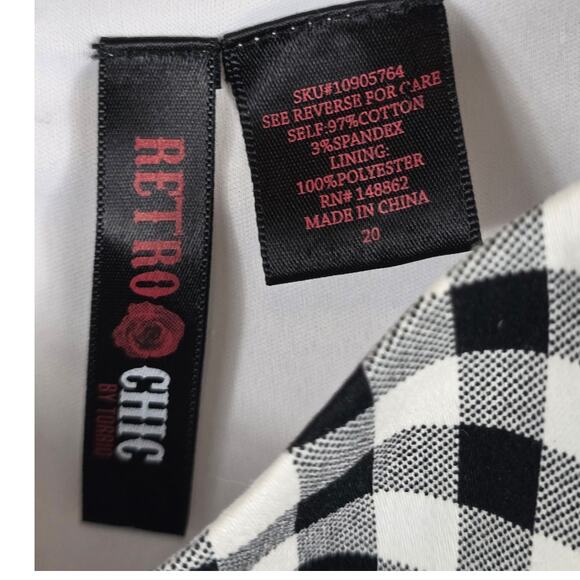 RETRO CHIC
BY TORRID
SKU#10905764
SEE REVERSE FOR CARE
SELF:97%COTTON
3%SPANDEX
LINING:
100%POLYESTER
RN# 148862
MADE IN CHINA
20